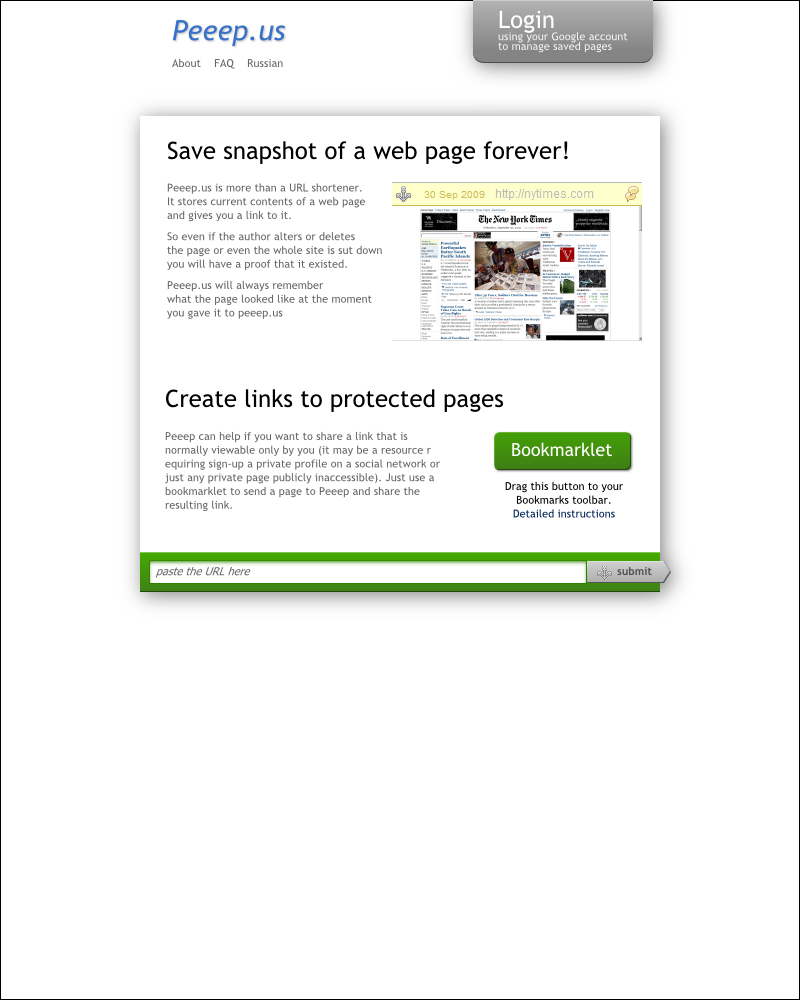 Peeep.us
About FAQ Russian
Login
using your Google account
to manage saved pages
Save snapshot of a web page forever!
Peeep.us is more than a URL shortener.
It stores current contents of a web page
and gives you a link to it.
So even if the author alters or deletes
the page or even the whole site is sut down
you will have a proof that it existed.
Peeep.us will always remember
what the page looked like at the moment
you gave it to peeep.us
30 Sep 2009 http://nytimes.com
The New York Times
Powerful
Earthquakes
Batter South
Pacific Islands
Create links to protected pages
Peeep can help if you want to share a link that is
normally viewable only by you (it may be a resource r
equiring sign-up a private profile on a social network or
just any private page publicly inaccessible). Just use a
bookmarklet to send a page to Peeep and share the
resulting link.
Bookmarklet
Drag this button to your
Bookmarks toolbar.
Detailed instructions
paste the URL here
submit